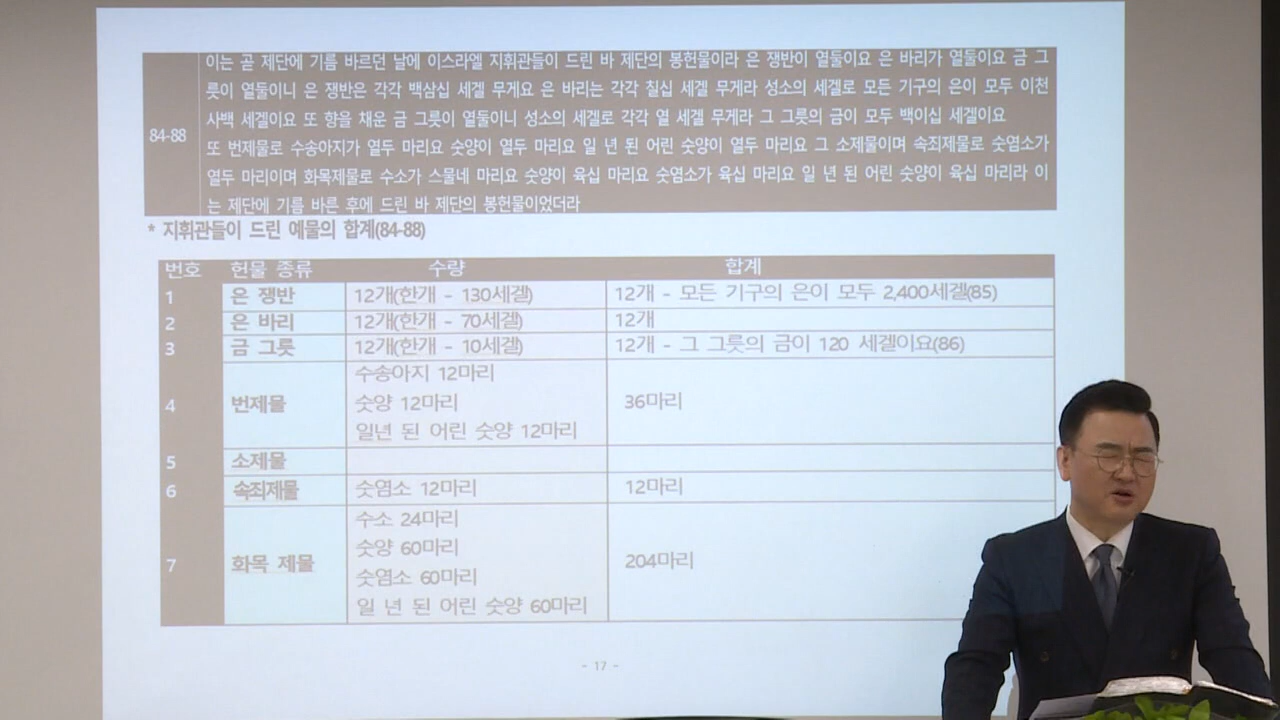 이는 곧 제단에 기름 바르던 날에 이스라엘 지휘관들이 드린 바 제단의 봉헌물이라 은 쟁반이 열둘이요 은 바리가 열둘이요 금 그
릇이 열둘이니 은 쟁반은 각각 백삼십 세겔 무게요 은 바리는 각각 칠십 세겔 무게라 성소의 세겔로 모든 기구의 은이 모두 이천
사백 세겔이요 또 향을 채운 금 그릇이 열둘이니 성소의 세겔로 각각 열 세겔 무게라 그 그릇의 금이 모두 백이십 세겔이요
84-88
또 번제물로 수송아지가 열두 마리요 숫양이 열두 마리요 일 년 된 어린 숫양이 열두 마리요 그 소제물이며 속죄제물로 숫염소가
열두 마리이며 화목제물로 수소가 스물네 마리요 숫양이 육십 마리요 숫염소가 육십 마리요 일 년 된 어린 숫양이 육십 마리라 이
는 제단에 기름 바른 후에 드린 바 제단의 봉헌물이었더라
* 지휘관들이 드린 예물의 합계(84-88)
번호 헌물 종류 수량 합계
1 은 쟁반 12개(한개 - 130세겔) 12개 - 모든 기구의 은이 모두 2,400세겔(85)
2 은 바리 12개(한개 - 70세겔) 12개
3 금 그릇 12개(한개 - 10세겔) 12개 - 그 그릇의 금이 120 세겔이요(86)
수송아지 12마리
4 번제물 숫양 12마리 36마리
일년 된 어린 숫양 12마리
5 소제물
6 속죄제물 숫염소 12마리 12마리
수소 24마리
숫양 60마리
7 화목 제물 204마리
숫염소 60마리
일 년 된 어린 숫양 60마리
- 17 -